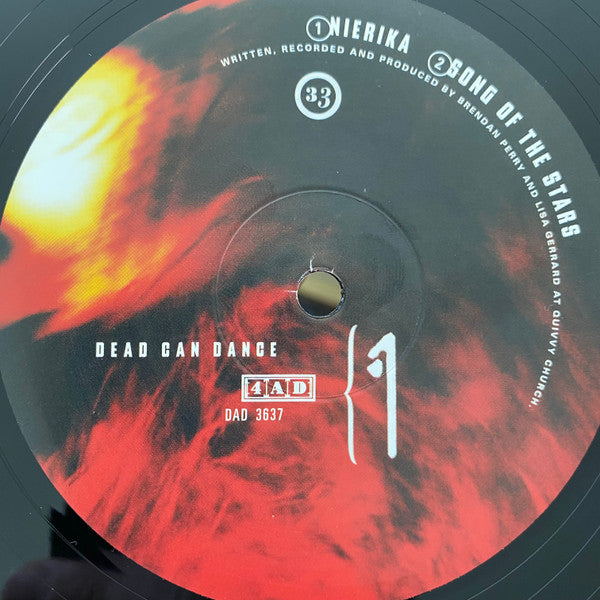 1 NIERIKA 2 SONG OF THE STARS
WRITTEN, RECORDED AND PRODUCED BY BRENDAN PERRY AND LISA GERRARD AT QUIVVY CHURCH.
33
DEAD CAN DANCE
4AD
DAD 3637
1